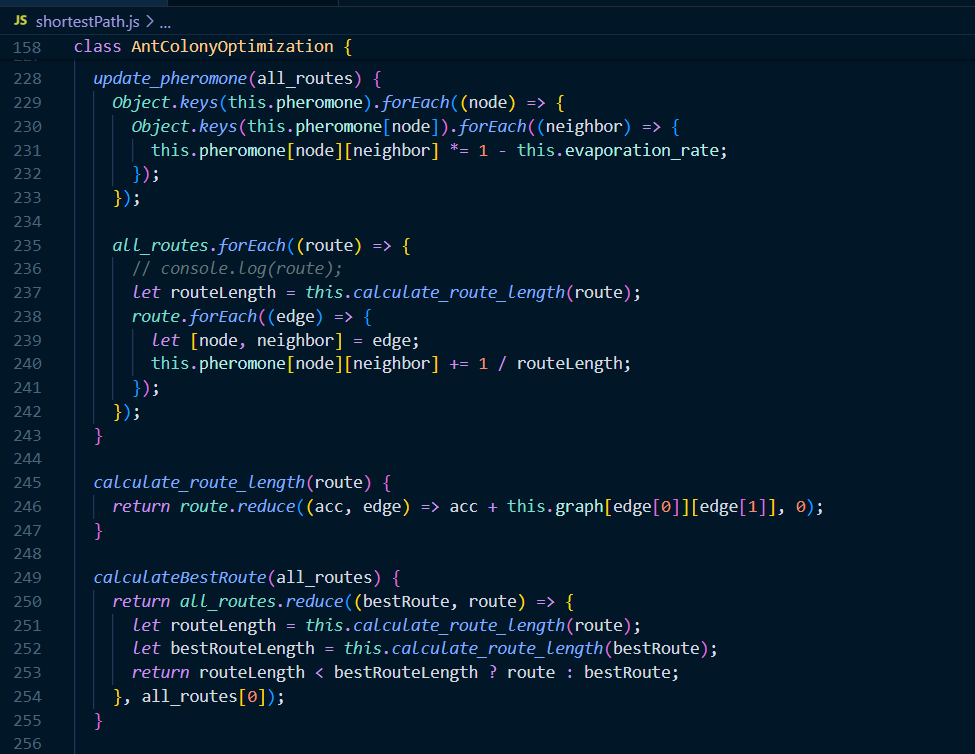 JS shortestPath.js > ...
158 class AntColonyOptimization {
228 update_pheromone(all_routes) {
229 Object.keys(this.pheromone).forEach((node) => {
230 Object.keys(this.pheromone[node]).forEach((neighbor) => {
231 this.pheromone[node][neighbor] *= 1 - this.evaporation_rate;
232 });
233 });
234
235 all_routes.forEach((route) => {
236 // console.log(route);
237 let routeLength = this.calculate_route_length(route);
238 route.forEach((edge) => {
239 let [node, neighbor] = edge;
240 this.pheromone[node][neighbor] += 1 / routeLength;
241 });
242 });
243 }
244
245 calculate_route_length(route) {
246 return route.reduce((acc, edge) => acc + this.graph[edge[0]][edge[1]], 0);
247 }
248
249 calculateBestRoute(all_routes) {
250 return all_routes.reduce((bestRoute, route) => {
251 let routeLength = this.calculate_route_length(route);
252 let bestRouteLength = this.calculate_route_length(bestRoute);
253 return routeLength < bestRouteLength ? route : bestRoute;
254 }, all_routes[0]);
255 }
256